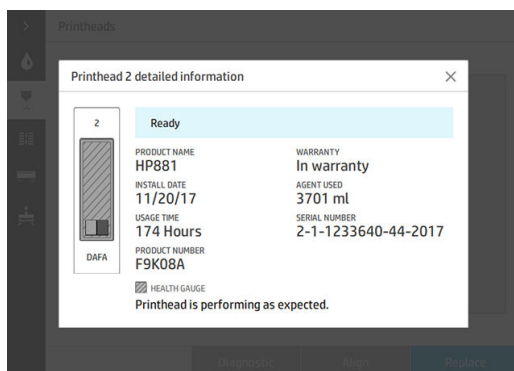 Printheads
Printhead 2 detailed information
2
DAFA
Ready
PRODUCT NAME
HP881
WARRANTY
In warranty
INSTALL DATE
11/20/17
AGENT USED
3701 ml
USAGE TIME
174 Hours
SERIAL NUMBER
2-1-1233640-44-2017
PRODUCT NUMBER
F9K08A
HEALTH GAUGE
Printhead is performing as expected.
Diagnostic
Align
Replace